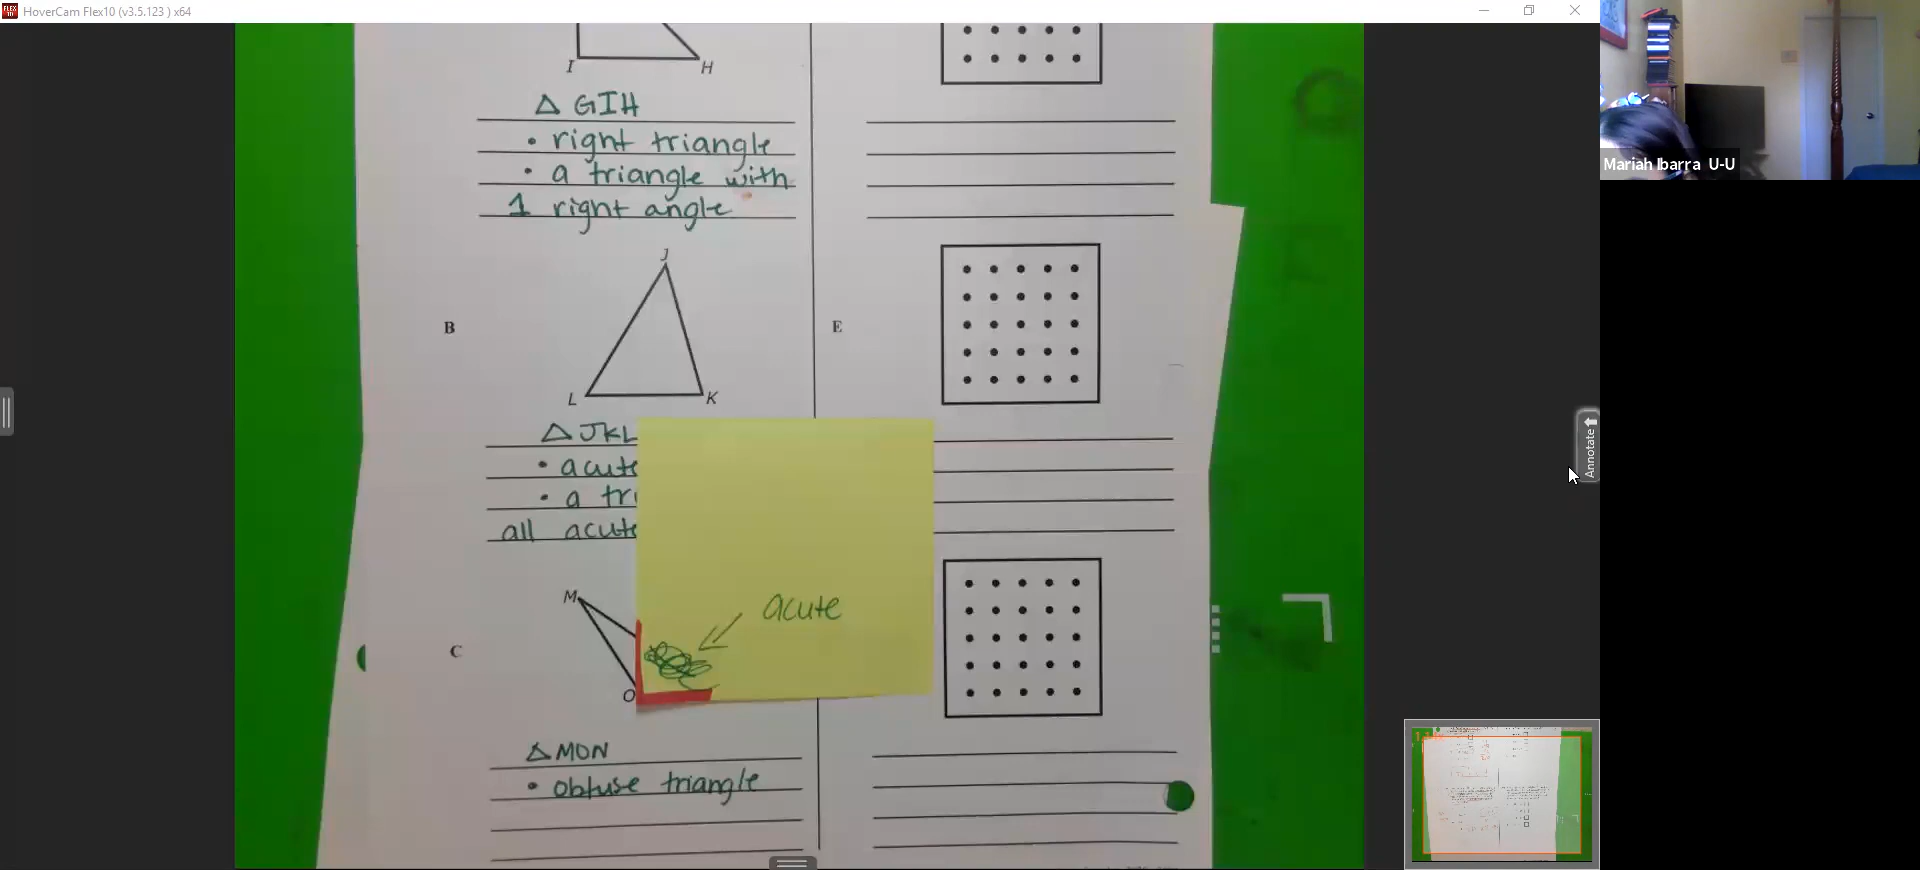 HoverCam Flex10 (v3.5.123 ) x64
I
H
△ GIH
• right triangle
• a triangle with
1 right angle
J
B
L
K
△ JKL
• acute
• a tri
all acute
M
acute
C
O
△ MON
• obtuse triangle
E
Annotate
Mariah Ibarra U-U